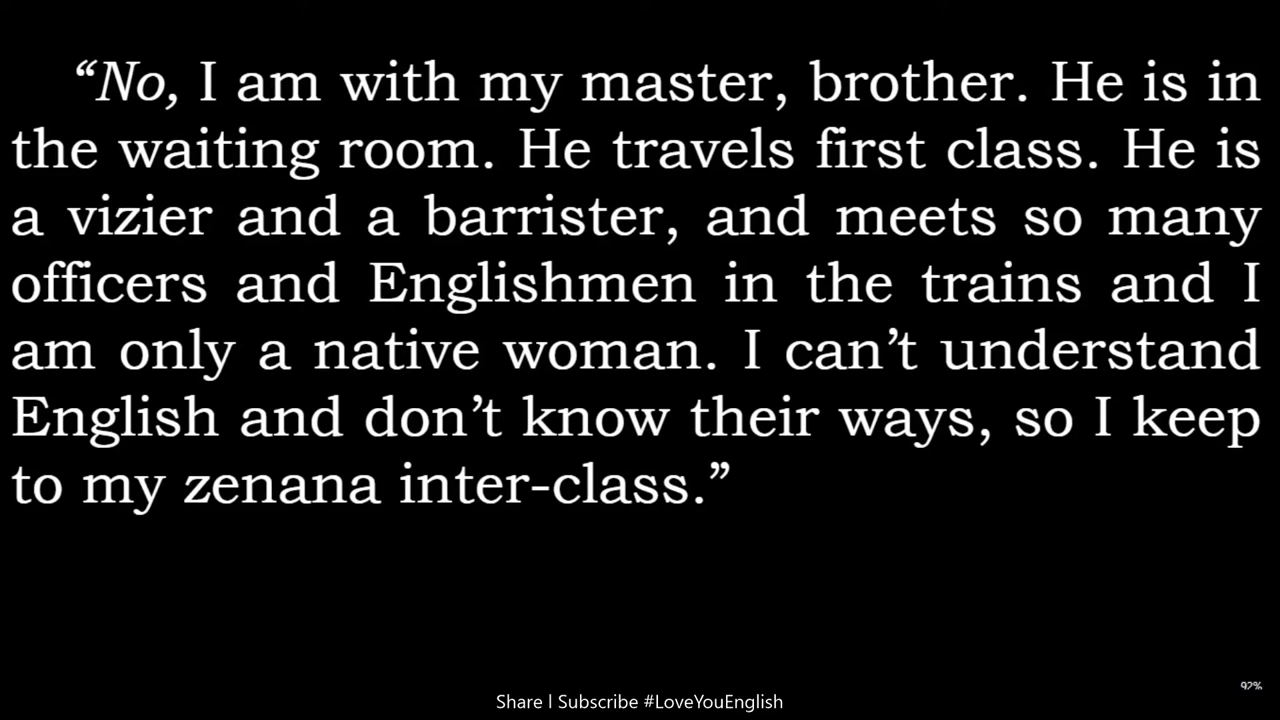 “No, I am with my master, brother. He is in
the waiting room. He travels first class. He is
a vizier and a barrister, and meets so many
officers and Englishmen in the trains and I
am only a native woman. I can’t understand
English and don’t know their ways, so I keep
to my zenana inter-class.”
92%
Share | Subscribe #LoveYouEnglish